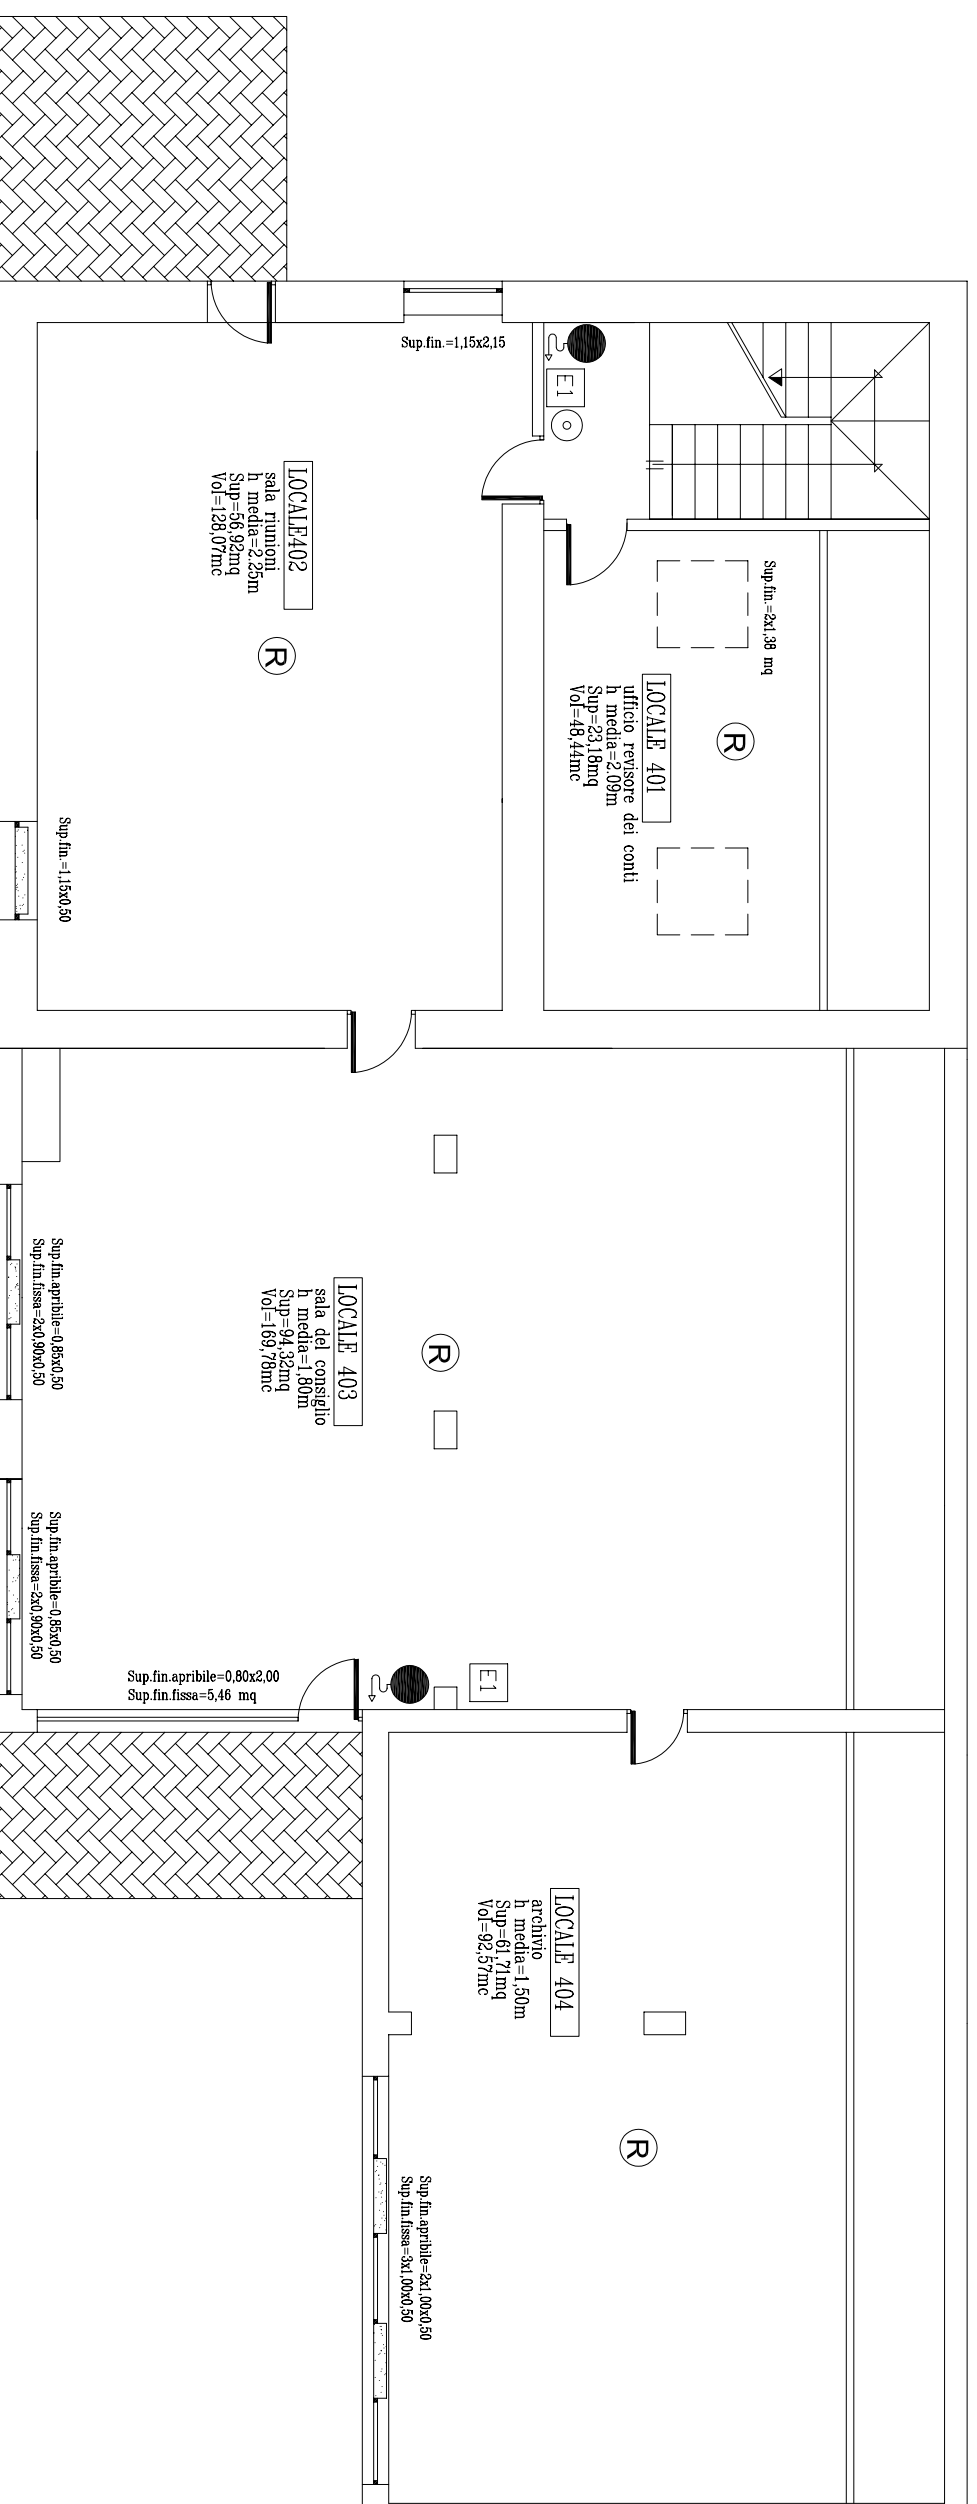 Sup.fin.=1,15x2,15
E1
LOCALE402
sala riunioni
h media=2.25m
Sup=56,92mq
Vol=128,07mc
R
Sup.fin.=2x1,38 mq
LOCALE 401
ufficio revisore dei conti
h media=2.09m
Sup=23,18mq
Vol=48,44mc
R
Sup.fin.=1,15x0,50
Sup.fin.apribile=0,85x0,50
Sup.fin.fissa=2x0,90x0,50
LOCALE 403
sala del consiglio
h media=1,80m
Sup=94,32mq
Vol=169,78mc
R
Sup.fin.apribile=0,85x0,50
Sup.fin.fissa=2x0,90x0,50
Sup.fin.apribile=0,80x2,00
Sup.fin.fissa=5,46 mq
E1
LOCALE 404
archivio
h media=1,50m
Sup=61,71mq
Vol=92,57mc
R
Sup.fin.apribile=2x1,00x0,50
Sup.fin.fissa=3x1,00x0,50